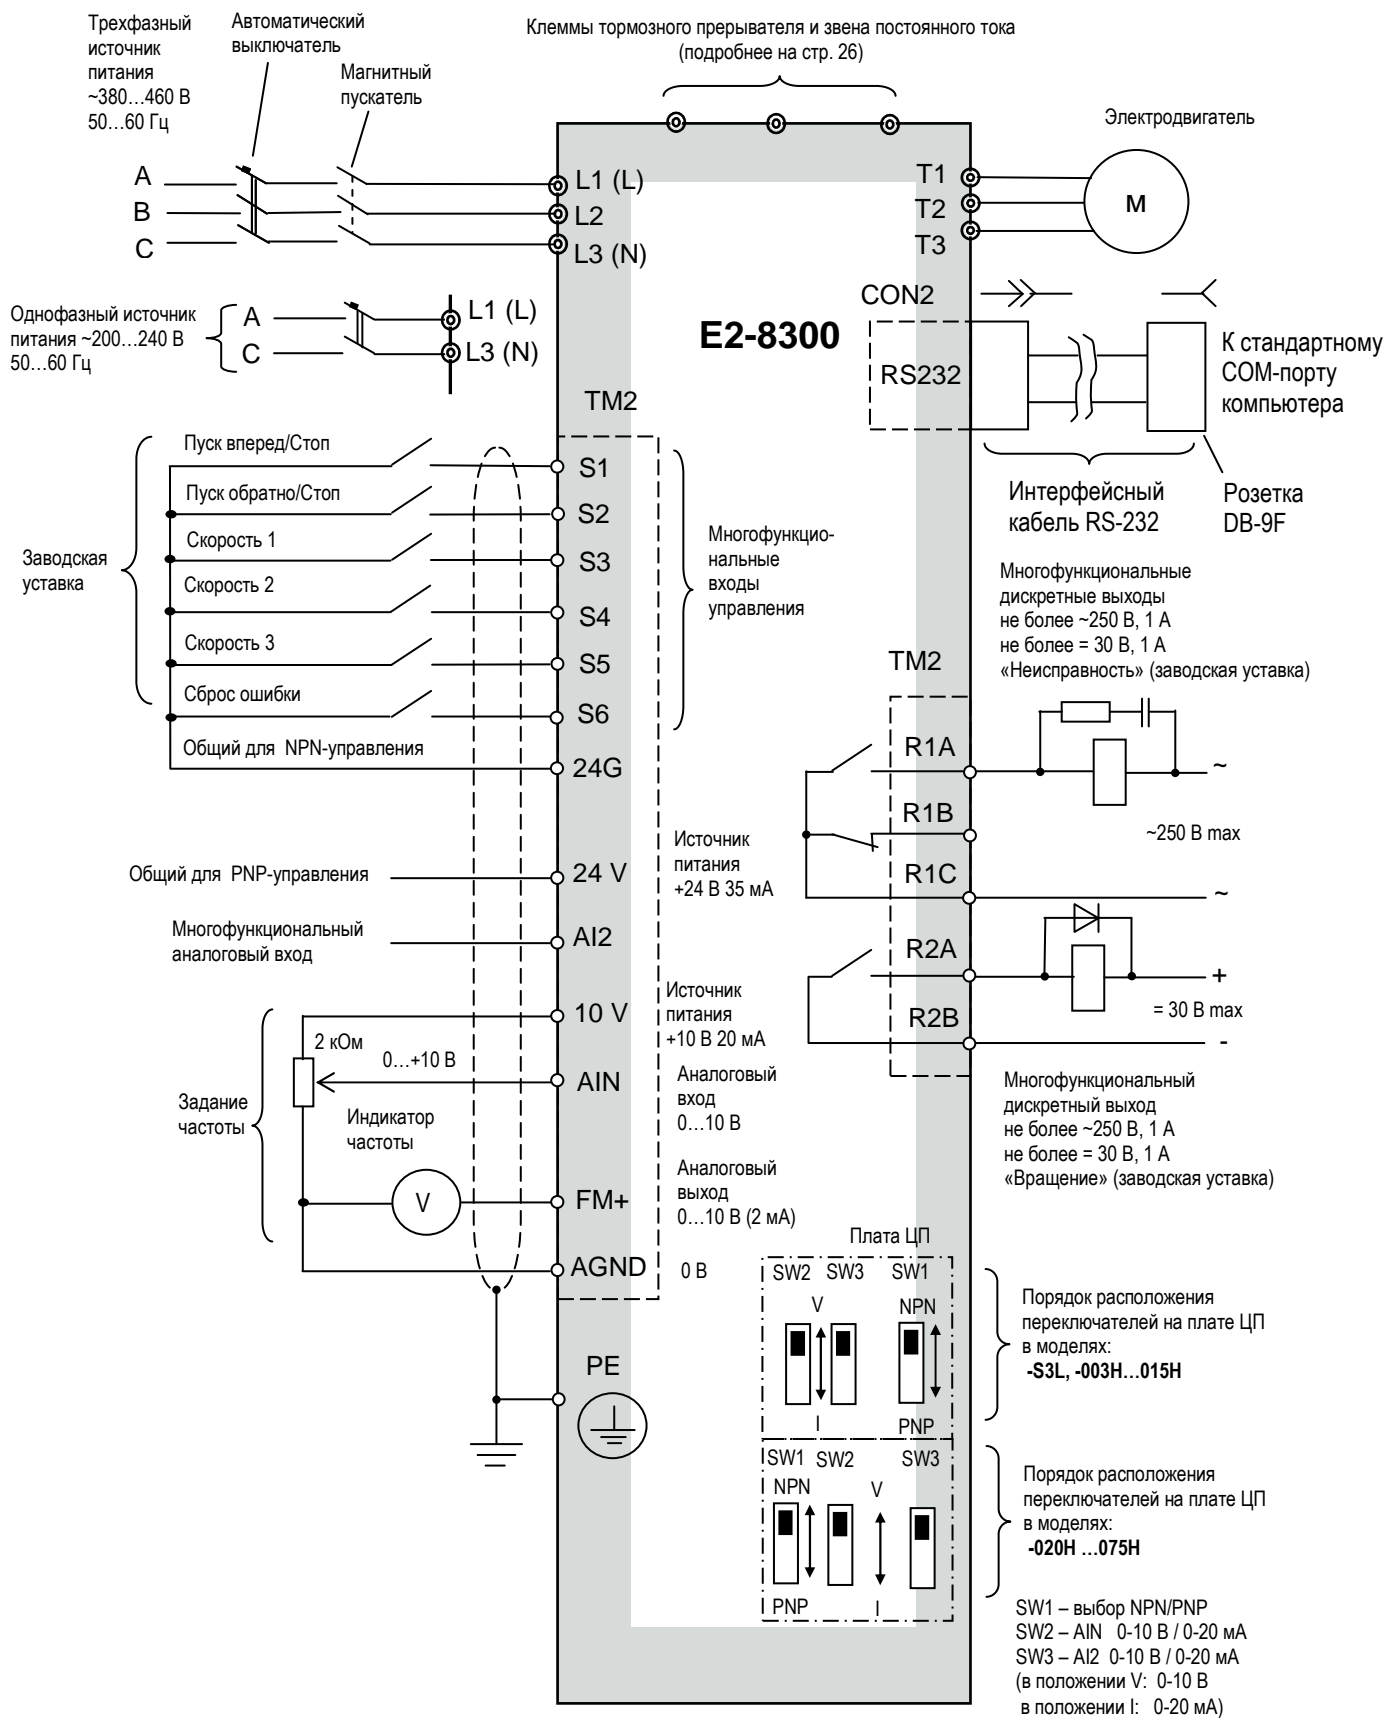 Трехфазный
источник
питания
~380…460 В
50…60 Гц
Автоматический
выключатель
Магнитный
пускатель
Клеммы тормозного прерывателя и звена постоянного тока
(подробнее на стр. 26)
Электродвигатель
A
B
C
L1 (L)
L2
L3 (N)
T1
T2
T3
M
Однофазный источник
питания ~200…240 В
50…60 Гц
A
C
L1 (L)
L3 (N)
E2-8300
CON2
RS232
К стандартному
COM-порту
компьютера
Интерфейсный
кабель RS-232
Розетка
DB-9F
TM2
Заводская
уставка
Пуск вперед/Стоп
S1
Пуск обратно/Стоп
S2
Скорость 1
S3
Скорость 2
S4
Скорость 3
S5
Сброс ошибки
S6
Общий для NPN-управления
24G
Многофункцио-
нальные
входы
управления
Общий для PNP-управления
24 V
Источник
питания
+24 В 35 мА
Многофункциональный
аналоговый вход
AI2
Задание
частоты
2 кОм
0…+10 В
10 V
Источник
питания
+10 В 20 мА
AIN
Аналоговый
вход
0…10 В
Индикатор
частоты
V
FM+
Аналоговый
выход
0…10 В (2 мА)
AGND
0 В
PE
Многофункциональные
дискретные выходы
не более ~250 В, 1 А
не более = 30 В, 1 А
«Неисправность» (заводская уставка)
TM2
R1A
~
R1B
~250 В max
R1C
~
R2A
+
= 30 В max
R2B
-
Многофункциональный
дискретный выход
не более ~250 В, 1 А
не более = 30 В, 1 А
«Вращение» (заводская уставка)
Плата ЦП
SW2 SW3 SW1
V NPN
I PNP
Порядок расположения
переключателей на плате ЦП
в моделях:
-S3L, -003H…015H
SW1 SW2 SW3
NPN V
PNP I
Порядок расположения
переключателей на плате ЦП
в моделях:
-020H …075H
SW1 – выбор NPN/PNP
SW2 – AIN 0-10 В / 0-20 мА
SW3 – AI2 0-10 В / 0-20 мА
(в положении V: 0-10 В
в положении I: 0-20 мА)